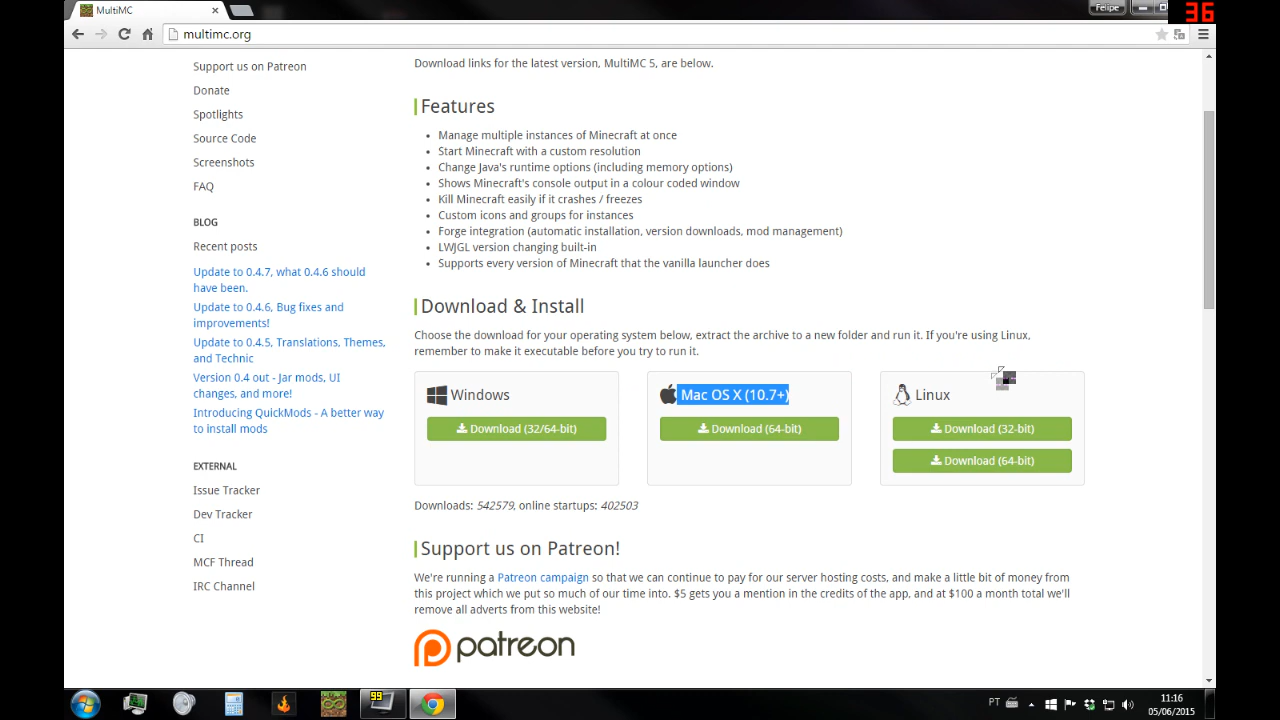 MultiMC
Felipe
36
multimc.org
Support us on Patreon
Donate
Spotlights
Source Code
Screenshots
FAQ
BLOG
Recent posts
Update to 0.4.7, what 0.4.6 should
have been.
Update to 0.4.6, Bug fixes and
improvements!
Update to 0.4.5, Translations, Themes,
and Technic
Version 0.4 out - Jar mods, UI
changes, and more!
Introducing QuickMods - A better way
to install mods
EXTERNAL
Issue Tracker
Dev Tracker
CI
MCF Thread
IRC Channel
Download links for the latest version, MultiMC 5, are below.
Features
• Manage multiple instances of Minecraft at once
• Start Minecraft with a custom resolution
• Change Java's runtime options (including memory options)
• Shows Minecraft's console output in a colour coded window
• Kill Minecraft easily if it crashes / freezes
• Custom icons and groups for instances
• Forge integration (automatic installation, version downloads, mod management)
• LWJGL version changing built-in
• Supports every version of Minecraft that the vanilla launcher does
Download & Install
Choose the download for your operating system below, extract the archive to a new folder and run it. If you're using Linux,
remember to make it executable before you try to run it.
Windows
Download (32/64-bit)
Mac OS X (10.7+)
Download (64-bit)
Linux
Download (32-bit)
Download (64-bit)
Downloads: 542579, online startups: 402503
Support us on Patreon!
We're running a Patreon campaign so that we can continue to pay for our server hosting costs, and make a little bit of money from
this project which we put so much of our time into. $5 gets you a mention in the credits of the app, and at $100 a month total we'll
remove all adverts from this website!
patreon
99
PT
11:16
05/06/2015